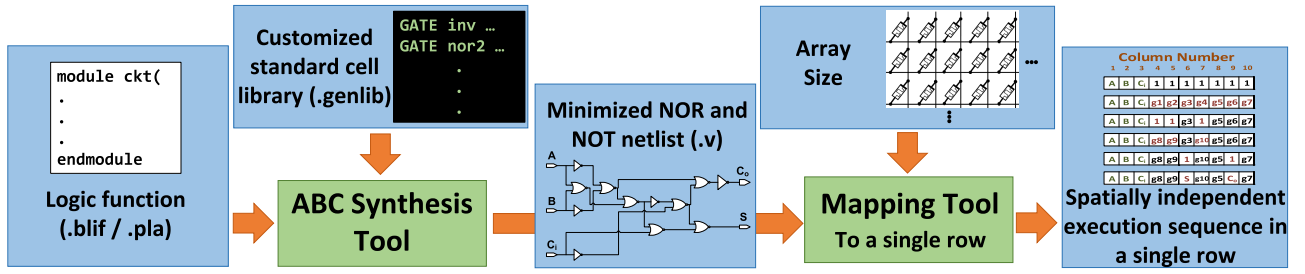 module ckt(
.
.
.
endmodule
Logic function
(.blif / .pla)
Customized
standard cell
library (.genlib)
GATE inv …
GATE nor2 …
.
.
.
ABC Synthesis
Tool
Minimized NOR and
NOT netlist (.v)
A
B
Ci
Co
S
Array
Size
...
⋮
Mapping Tool
To a single row
Column Number
1 2 3 4 5 6 7 8 9 10
A B Ci 1 1 1 1 1 1 1
A B Ci g1 g2 g3 g4 g5 g6 g7
A B Ci 1 1 g3 1 g5 g6 g7
A B Ci g8 g9 g3 g10 g5 g6 g7
A B Ci g8 g9 1 g10 g5 1 g7
A B Ci g8 g9 S g10 g5 Co g7
Spatially independent
execution sequence in
a single row